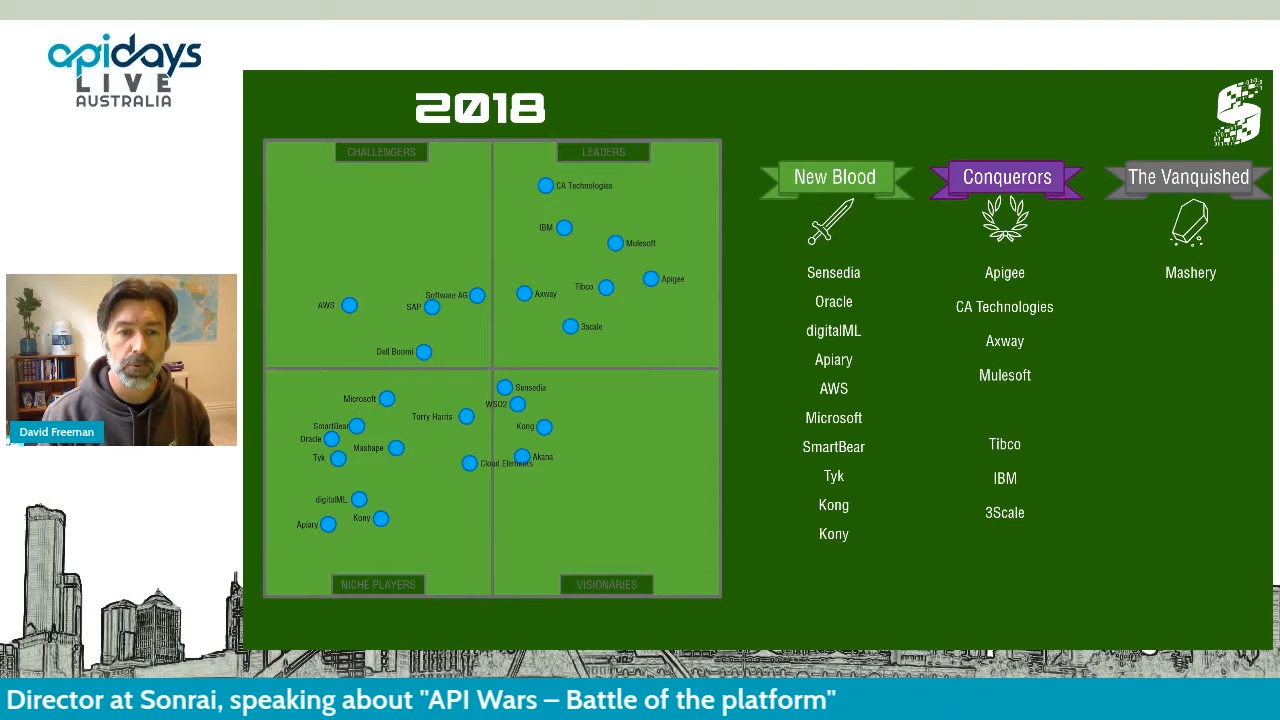 apidays
LIVE
AUSTRALIA
2018
CHALLENGERS
LEADERS
CA Technologies
IBM
Mulesoft
Apigee
Tibco
Axway
Software AG
AWS
SAP
3scale
Dell Boomi
Sensedia
Microsoft
WSO2
Torry Harris
SmartBear
Kong
Oracle
Mashape
Tyk
Akana
Cloud Elements
digitalML
Kony
Apiary
NICHE PLAYERS
VISIONARIES
New Blood
Sensedia
Oracle
digitalML
Apiary
AWS
Microsoft
SmartBear
Tyk
Kong
Kony
Conquerors
Apigee
CA Technologies
Axway
Mulesoft
Tibco
IBM
3Scale
The Vanquished
Mashery
David Freeman
Director at Sonrai, speaking about "API Wars – Battle of the platform"